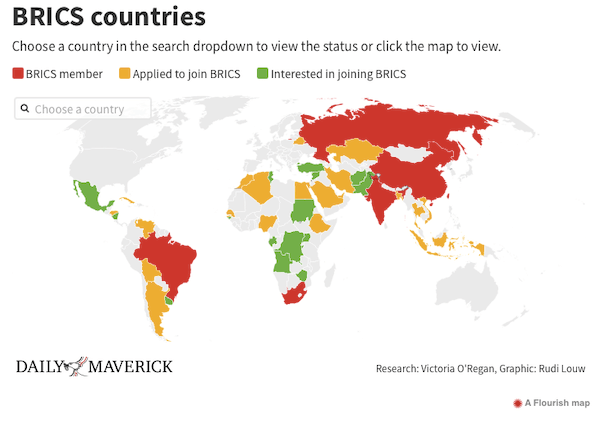 BRICS countries
Choose a country in the search dropdown to view the status or click the map to view.
BRICS member Applied to join BRICS Interested in joining BRICS
Choose a country
DAILY MAVERICK
Research: Victoria O'Regan, Graphic: Rudi Louw
A Flourish map